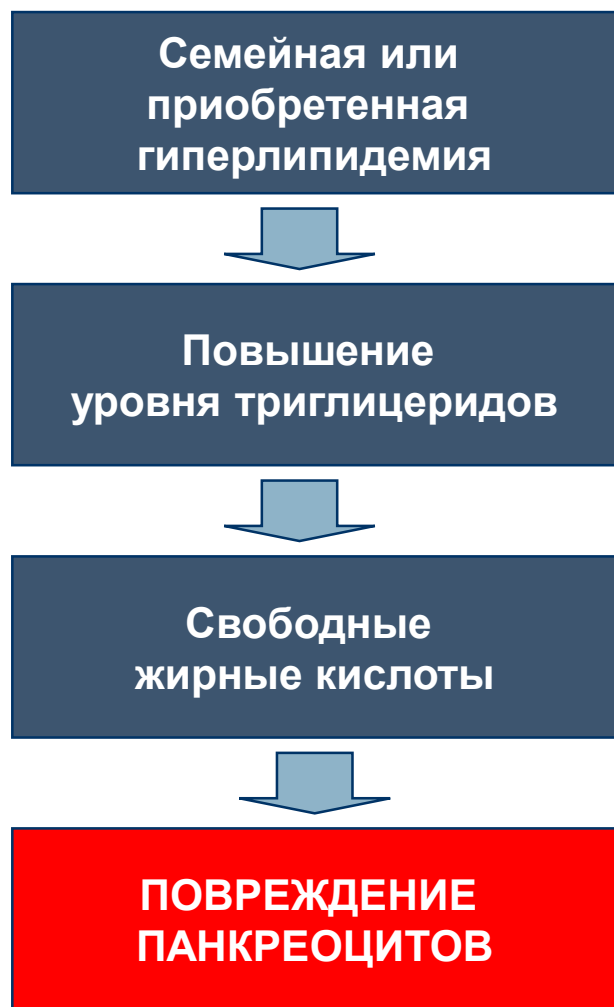 Семейная или
приобретенная
гиперлипидемия
Повышение
уровня триглицеридов
Свободные
жирные кислоты
ПОВРЕЖДЕНИЕ
ПАНКРЕОЦИТОВ